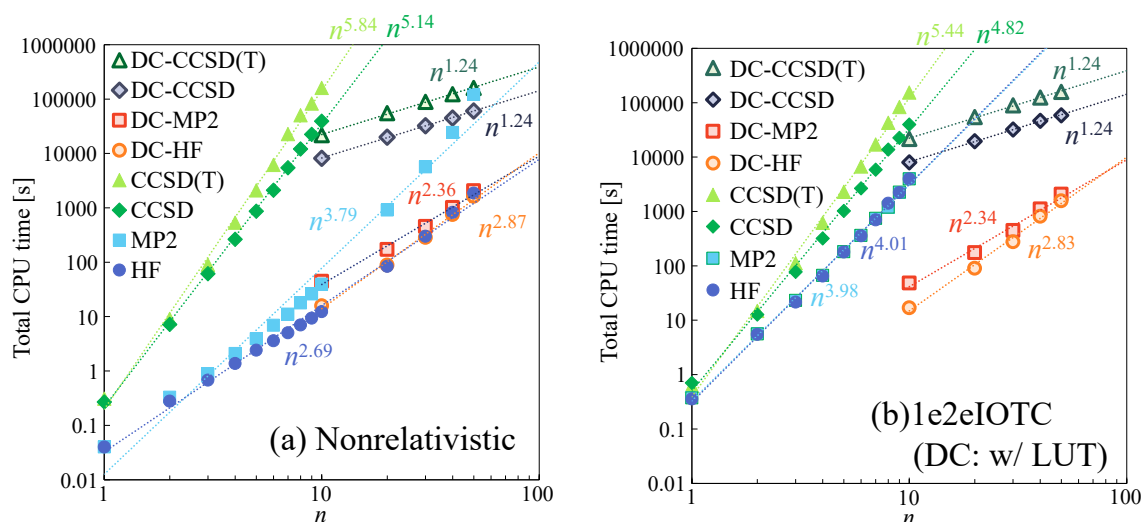 n5.84
n5.14
1000000
100000
10000
1000
100
10
1
0.1
0.01
Total CPU time [s]
DC-CCSD(T)
DC-CCSD
DC-MP2
DC-HF
CCSD(T)
CCSD
MP2
HF
n1.24
n1.24
n2.36
n3.79
n2.87
n2.69
(a) Nonrelativistic
1
10
100
n
n5.44
n4.82
1000000
100000
10000
1000
100
10
1
0.1
0.01
Total CPU time [s]
DC-CCSD(T)
DC-CCSD
DC-MP2
DC-HF
CCSD(T)
CCSD
MP2
HF
n1.24
n1.24
n2.34
n4.01
n2.83
n3.98
(b)1e2eIOTC
(DC: w/ LUT)
1
10
100
n